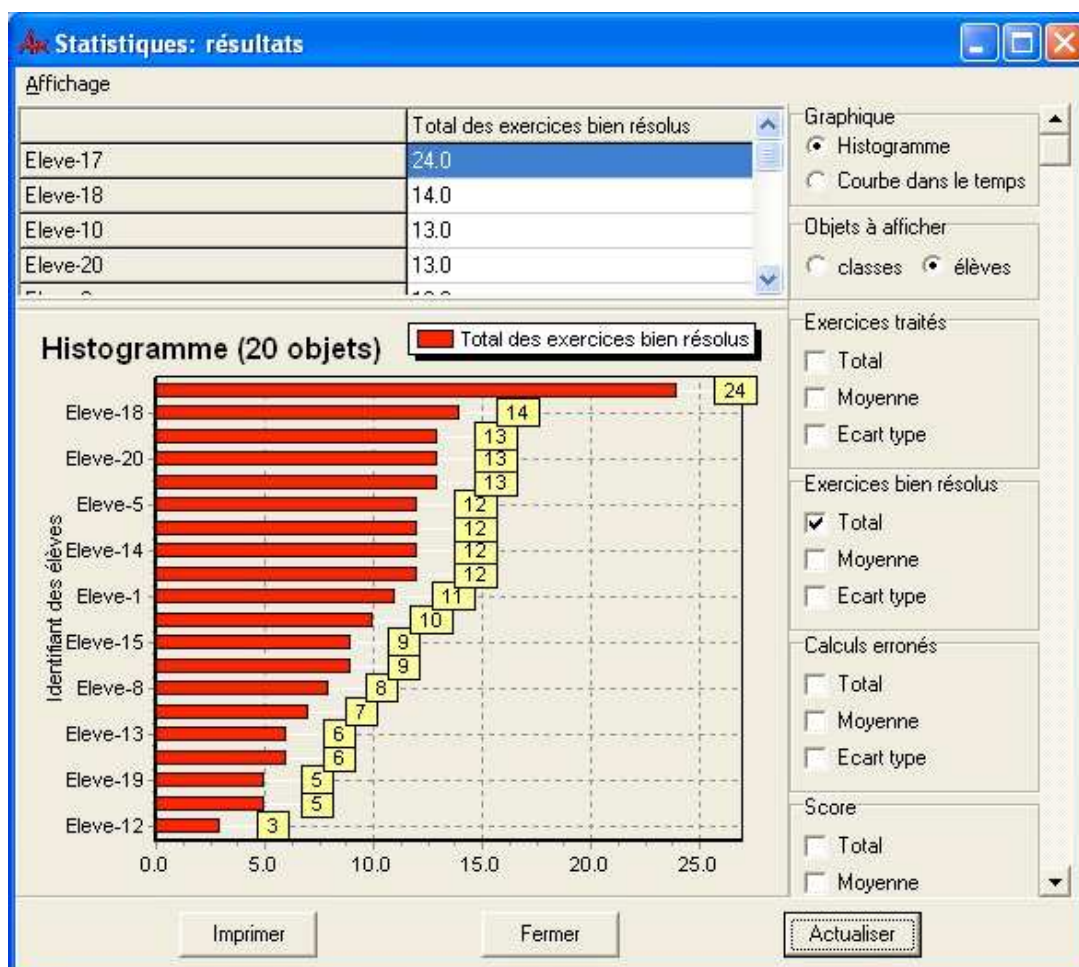 Statistiques: résultats
Affichage
Total des exercices bien résolus
Eleve-17 24.0
Eleve-18 14.0
Eleve-10 13.0
Eleve-20 13.0
Histogramme (20 objets)
Total des exercices bien résolus
Identifiant des élèves
24
Eleve-18 14
13
Eleve-20 13
13
Eleve-5 12
12
Eleve-14 12
12
Eleve-1 11
10
Eleve-15 9
9
Eleve-8 8
7
Eleve-13 6
6
Eleve-19 5
5
Eleve-12 3
0.0 5.0 10.0 15.0 20.0 25.0
Graphique
Histogramme
Courbe dans le temps
Objets à afficher
classes élèves
Exercices traités
Total
Moyenne
Ecart type
Exercices bien résolus
Total
Moyenne
Ecart type
Calculs erronés
Total
Moyenne
Ecart type
Score
Total
Moyenne
Imprimer Fermer Actualiser